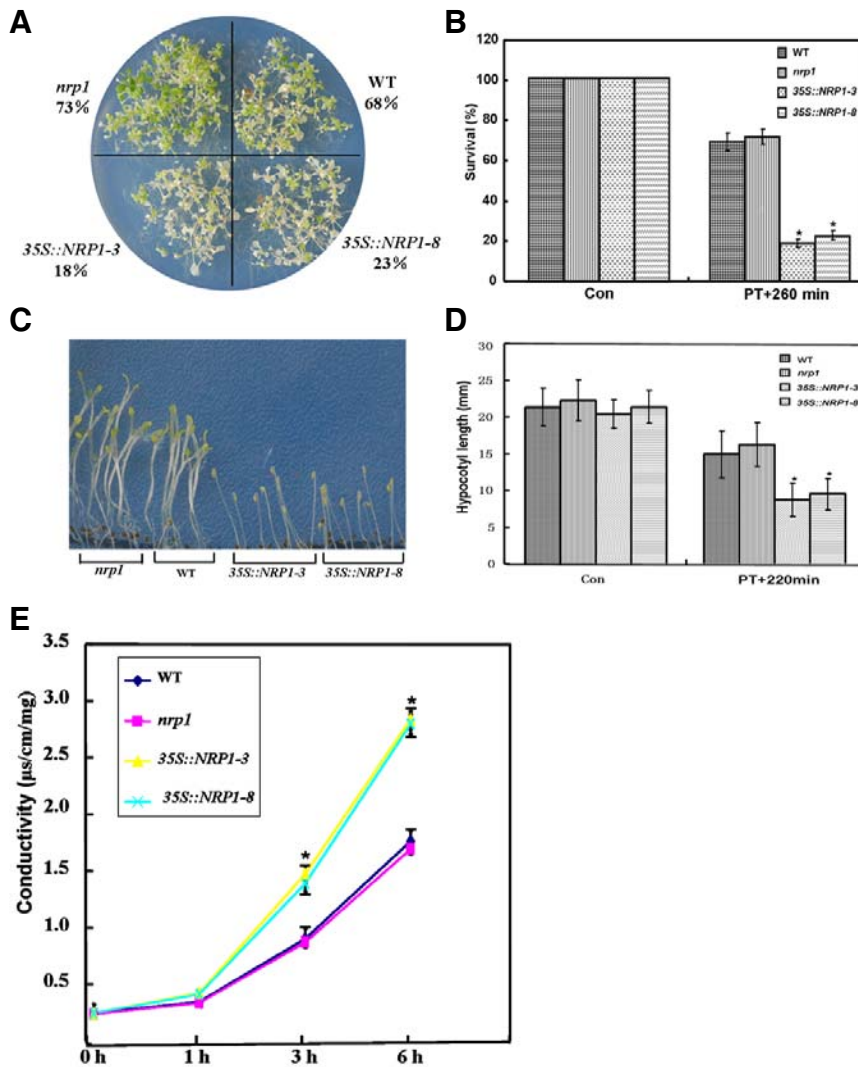 A
nrp1
73%
WT
68%
35S::NRP1-3
18%
35S::NRP1-8
23%
B
Survival (%)
120
100
80
60
40
20
0
WT
nrp1
35S::NRP1-3
35S::NRP1-8
* *
Con PT+260 min
C
nrp1 WT 35S::NRP1-3 35S::NRP1-8
D
Hypocotyl length (mm)
30
25
20
15
10
5
0
WT
nrp1
35S::NRP1-3
35S::NRP1-8
* *
Con PT+220min
E
Conductivity (µs/cm/mg)
3.5
3.0
2.5
2.0
1.5
1.0
0.5
WT
nrp1
35S::NRP1-3
35S::NRP1-8
*
*
0 h 1 h 3 h 6 h